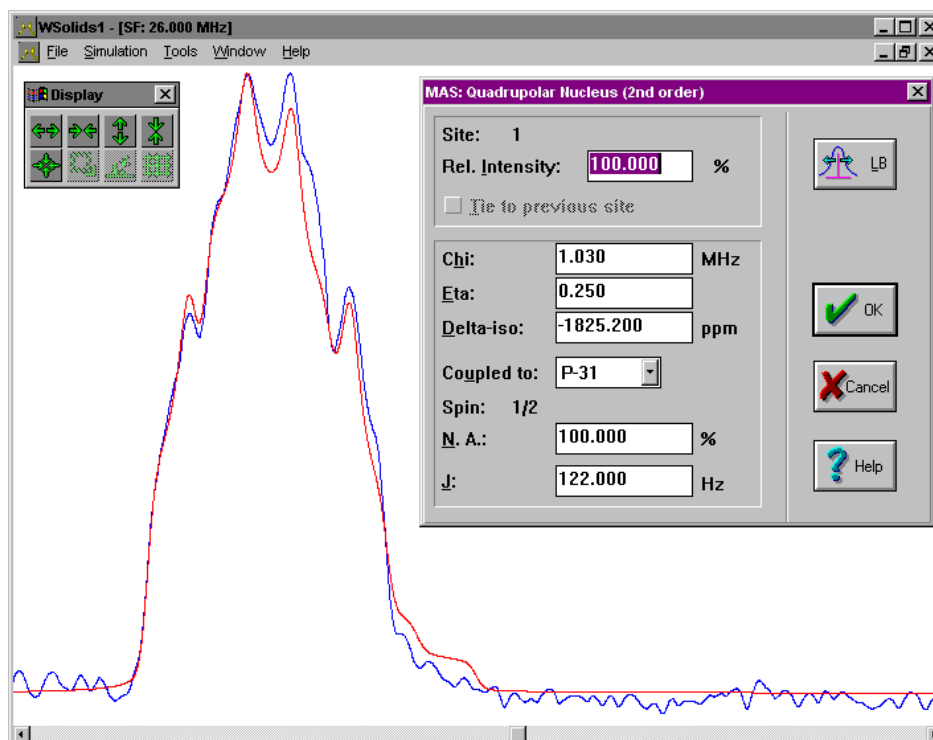 WSolids1 - [SF: 26.000 MHz]
File Simulation Tools Window Help
Display
MAS: Quadrupolar Nucleus (2nd order)
Site: 1
Rel. Intensity: 100.000 %
Tie to previous site
LB
Chi: 1.030 MHz
Eta: 0.250
Delta-iso: -1825.200 ppm
OK
Coupled to: P-31
Cancel
Spin: 1/2
N. A.: 100.000 %
Help
J: 122.000 Hz